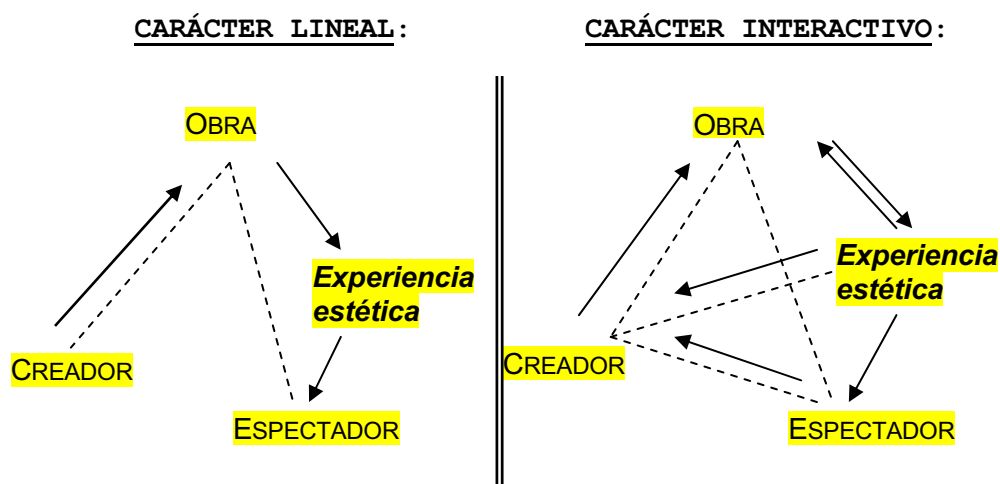 CARÁCTER LINEAL:
OBRA
Experiencia
estética
CREADOR
ESPECTADOR
CARÁCTER INTERACTIVO:
OBRA
Experiencia
estética
CREADOR
ESPECTADOR